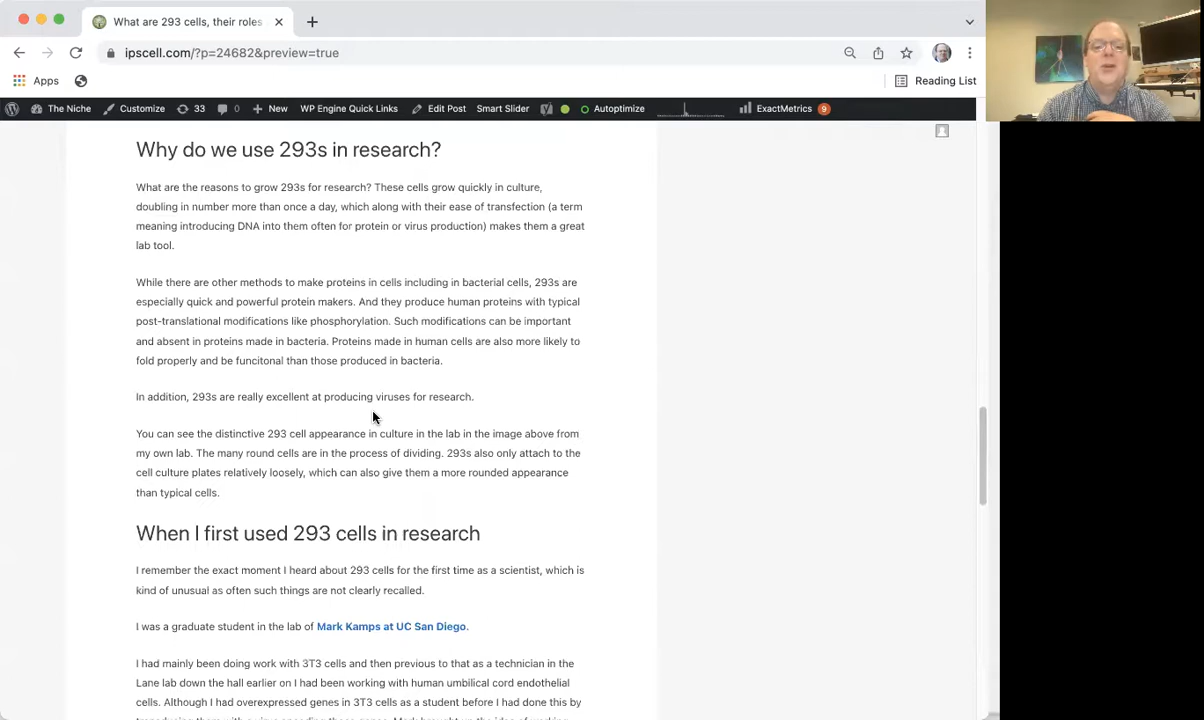 What are 293 cells, their roles
ipscell.com/?p=24682&preview=true
Apps
Reading List
The Niche
Customize
33
0
New
WP Engine Quick Links
Edit Post
Smart Slider
Autoptimize
ExactMetrics
9
Why do we use 293s in research?
What are the reasons to grow 293s for research? These cells grow quickly in culture,
doubling in number more than once a day, which along with their ease of transfection (a term
meaning introducing DNA into them often for protein or virus production) makes them a great
lab tool.
While there are other methods to make proteins in cells including in bacterial cells, 293s are
especially quick and powerful protein makers. And they produce human proteins with typical
post-translational modifications like phosphorylation. Such modifications can be important
and absent in proteins made in bacteria. Proteins made in human cells are also more likely to
fold properly and be funcitonal than those produced in bacteria.
In addition, 293s are really excellent at producing viruses for research.
You can see the distinctive 293 cell appearance in culture in the lab in the image above from
my own lab. The many round cells are in the process of dividing. 293s also only attach to the
cell culture plates relatively loosely, which can also give them a more rounded appearance
than typical cells.
When I first used 293 cells in research
I remember the exact moment I heard about 293 cells for the first time as a scientist, which is
kind of unusual as often such things are not clearly recalled.
I was a graduate student in the lab of Mark Kamps at UC San Diego.
I had mainly been doing work with 3T3 cells and then previous to that as a technician in the
Lane lab down the hall earlier on I had been working with human umbilical cord endothelial
cells. Although I had overexpressed genes in 3T3 cells as a student before I had done this by